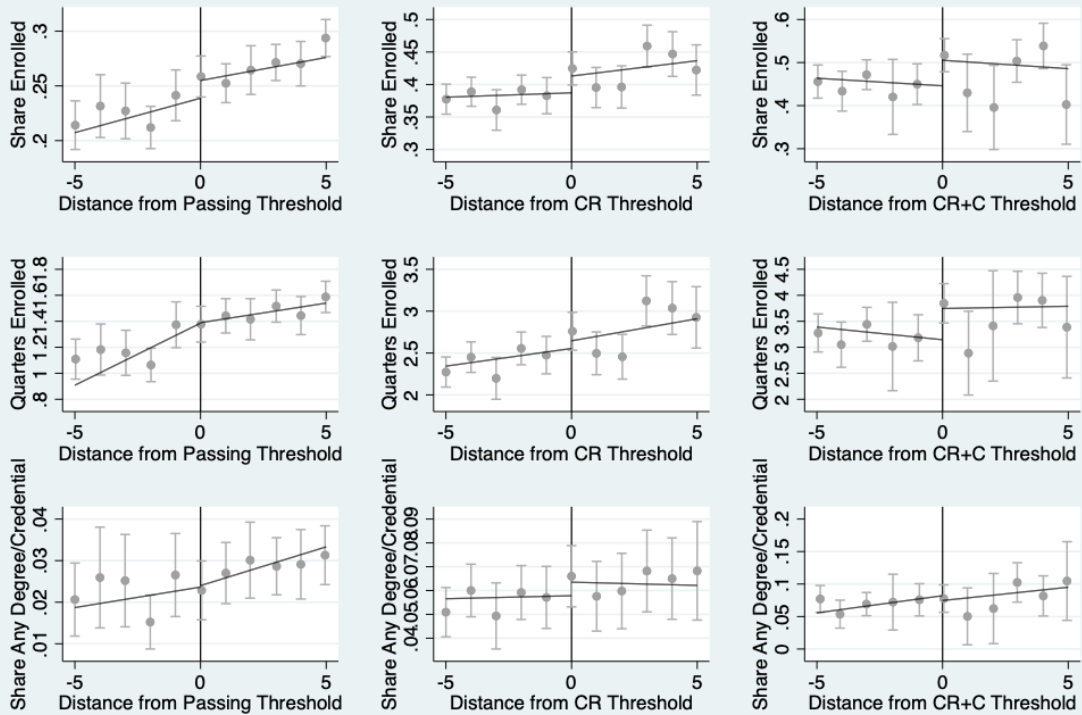 Share Enrolled
.2 .25 .3
-5 0 5
Distance from Passing Threshold
Share Enrolled
.3 .35 .4 .45 .5
-5 0 5
Distance from CR Threshold
Share Enrolled
.3 .4 .5 .6
-5 0 5
Distance from CR+C Threshold
Quarters Enrolled
.8 1 1.21.41.61.8
-5 0 5
Distance from Passing Threshold
Quarters Enrolled
2 2.5 3 3.5
-5 0 5
Distance from CR Threshold
Quarters Enrolled
2 2.5 3 3.5 4 4.5
-5 0 5
Distance from CR+C Threshold
Share Any Degree/Credential
.01 .02 .03 .04
-5 0 5
Distance from Passing Threshold
Share Any Degree/Credential
.04.05.06.07.08.09
-5 0 5
Distance from CR Threshold
Share Any Degree/Credential
0 .05 .1 .15 .2
-5 0 5
Distance from CR+C Threshold